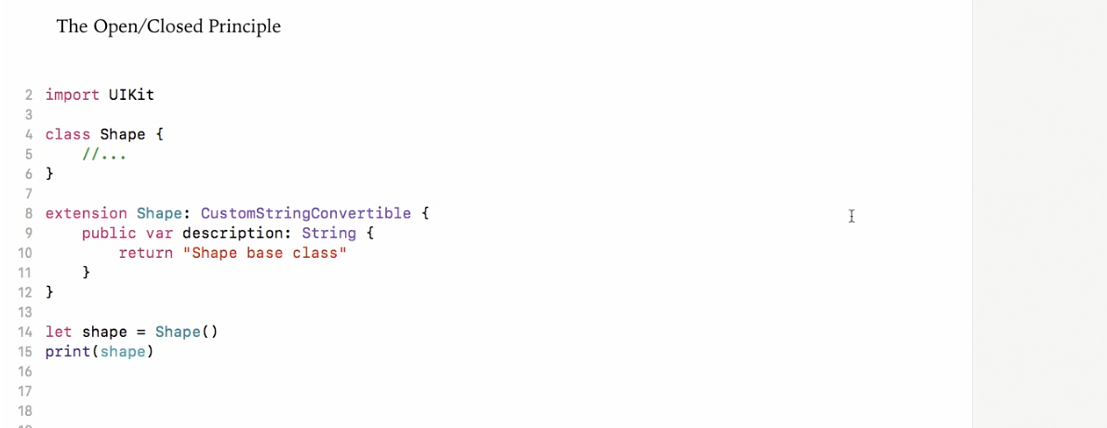 The Open/Closed Principle
2 import UIKit
3
4 class Shape {
5     //...
6 }
7
8 extension Shape: CustomStringConvertible {
9     public var description: String {
10         return "Shape base class"
11     }
12 }
13
14 let shape = Shape()
15 print(shape)
16
17
18